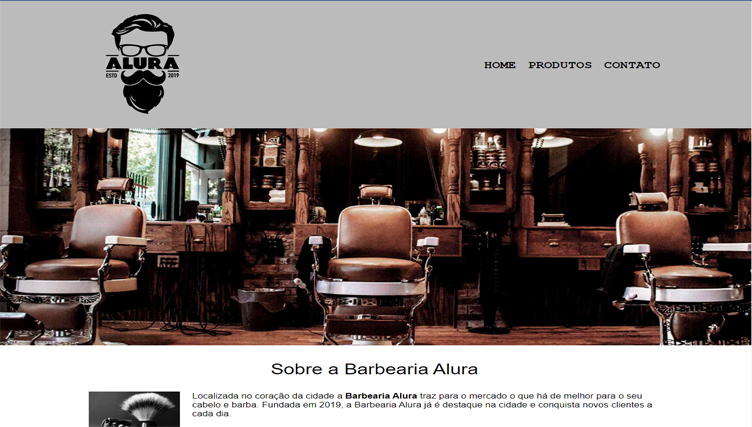 ALURA
ESTD 2019
HOME PRODUTOS CONTATO
Sobre a Barbearia Alura
Localizada no coração da cidade a Barbearia Alura traz para o mercado o que há de melhor para o seu
cabelo e barba. Fundada em 2019, a Barbearia Alura já é destaque na cidade e conquista novos clientes a
cada dia.